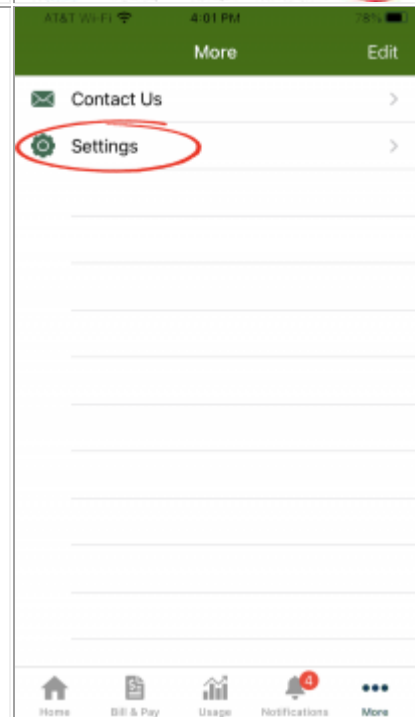 AT&T Wi-Fi 4:01 PM 78%
More Edit
Contact Us
Settings
4
Home Bill & Pay Usage Notifications More